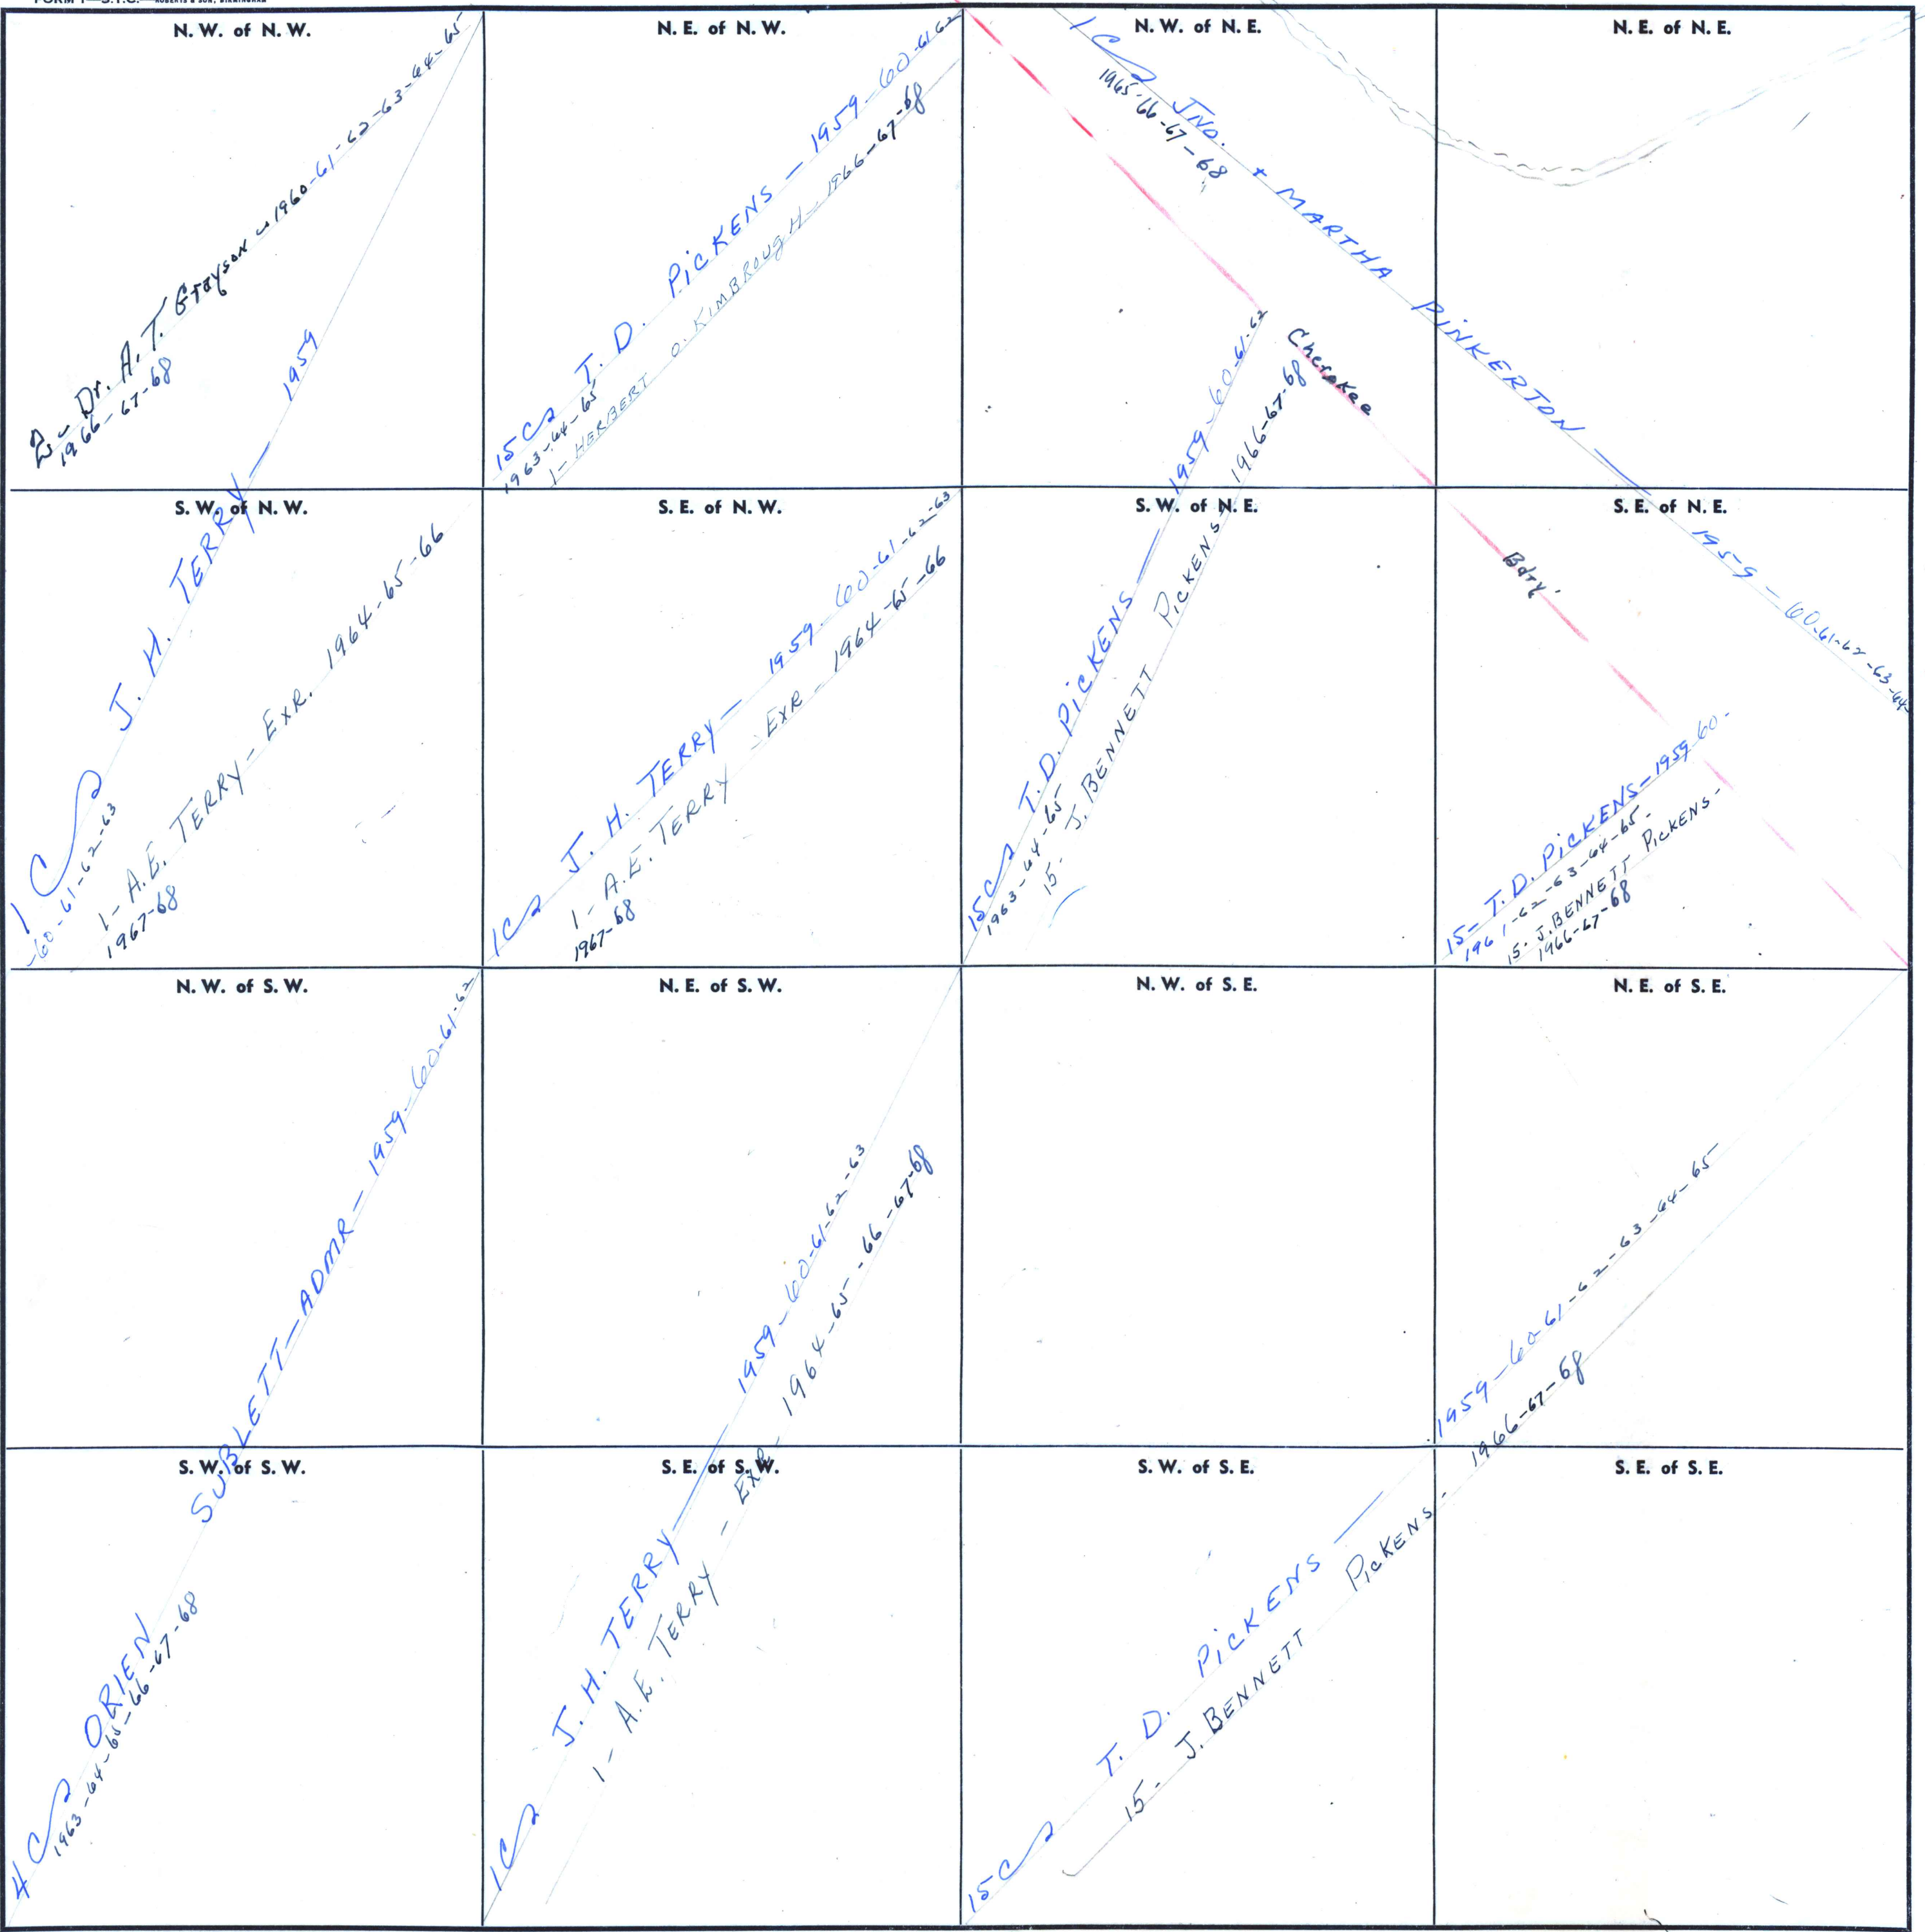 FORM 1—S.T.C. ROBERTS & SON, BIRMINGHAM
N. W. of N. W.
2- Dr. A. T. Grayson - 1960-61-62-63-64-65
1966-67-68
N. E. of N. W.
15 T. D. PICKENS — 1959-60-61-62
1963-64-65
1- HERBERT O. KIMBROUGH - 1966-67-68
N. W. of N. E.
1 JNO. + MARTHA PINKERTON — 1959-60-61-62-63-64-
1965-66-67-68
Cherokee
Bdry.
N. E. of N. E.
S. W. of N. W.
1 J. H. TERRY — 1959
-60-61-62-63
1- A.E. TERRY - EXR. 1964-65-66
1967-68
S. E. of N. W.
1 J. H. TERRY — 1959-60-61-62-63
1- A.E. TERRY - EXR - 1964-65-66
1967-68
S. W. of N. E.
15 T. D. PICKENS — 1959-60-61-62
1963-64-65
15- J. BENNETT PICKENS - 1966-67-68
S. E. of N. E.
15- T. D. PICKENS - 1959-60-
1961-62-63-64-65-
15- J. BENNETT PICKENS-
1966-67-68
N. W. of S. W.
N. E. of S. W.
N. W. of S. E.
N. E. of S. E.
S. W. of S. W.
4 ORIEN SUBLETT - ADMR - 1959-60-61-62
1963-64-65-66-67-68
S. E. of S. W.
1 J. H. TERRY — 1959-60-61-62-63
1- A.E. TERRY - EXR - 1964-65-66-67-68
S. W. of S. E.
15 T. D. PICKENS — 1959-60-61-62-63-64-65
15- J. BENNETT PICKENS - 1966-67-68
S. E. of S. E.